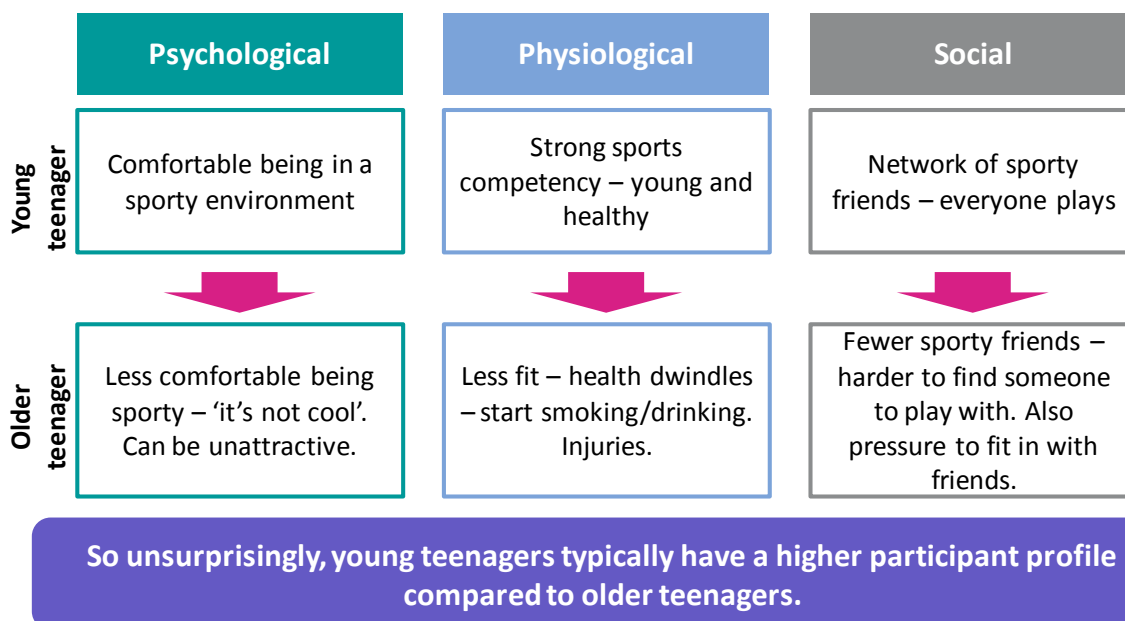 Psychological
Physiological
Social
Young
teenager
Comfortable being in a
sporty environment
Strong sports
competency – young and
healthy
Network of sporty
friends – everyone plays
Older
teenager
Less comfortable being
sporty – ‘it’s not cool’.
Can be unattractive.
Less fit – health dwindles
– start smoking/drinking.
Injuries.
Fewer sporty friends –
harder to find someone
to play with. Also
pressure to fit in with
friends.
So unsurprisingly, young teenagers typically have a higher participant profile
compared to older teenagers.